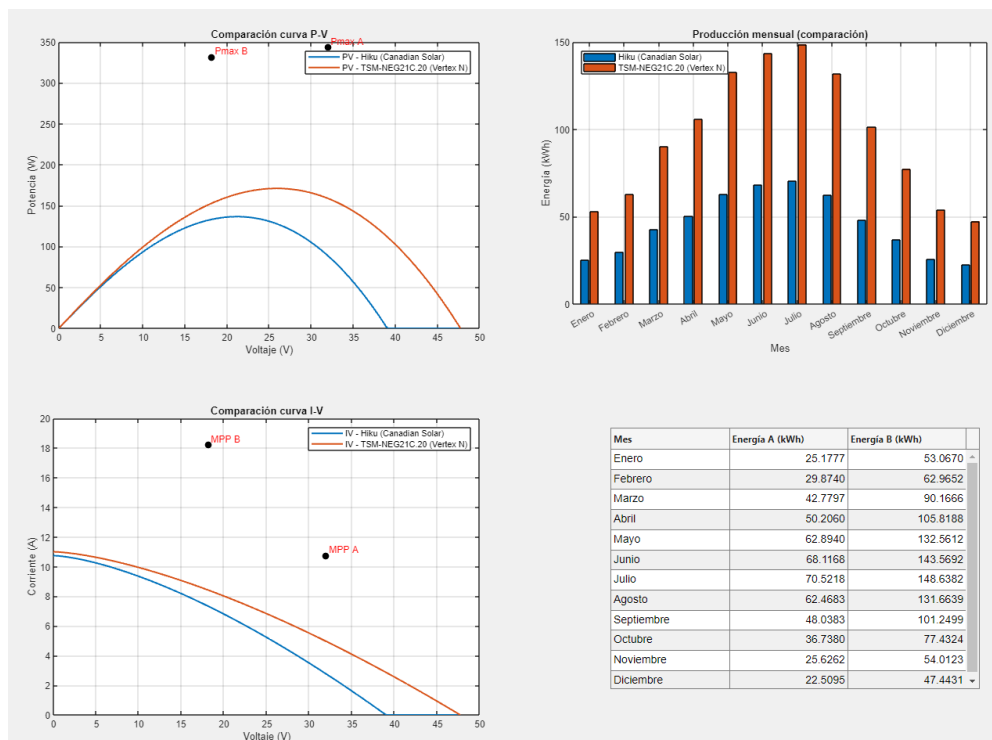 Comparación curva P-V
Pmax B
Pmax A
PV - Hiku (Canadian Solar)
PV - TSM-NEG21C.20 (Vertex N)
350
300
250
200
150
100
50
0
Potencia (W)
0 5 10 15 20 25 30 35 40 45 50
Voltaje (V)
Producción mensual (comparación)
Hiku (Canadian Solar)
TSM-NEG21C.20 (Vertex N)
150
100
50
0
Energía (kWh)
Enero Febrero Marzo Abril Mayo Junio Julio Agosto Septiembre Octubre Noviembre Diciembre
Mes
Comparación curva I-V
MPP B
MPP A
IV - Hiku (Canadian Solar)
IV - TSM-NEG21C.20 (Vertex N)
20
18
16
14
12
10
8
6
4
2
0
Corriente (A)
0 5 10 15 20 25 30 35 40 45 50
Voltaje (V)
Mes Energía A (kWh) Energía B (kWh)
Enero 25.1777 53.0670
Febrero 29.8740 62.9652
Marzo 42.7797 90.1666
Abril 50.2060 105.8188
Mayo 62.8940 132.5612
Junio 68.1168 143.5692
Julio 70.5218 148.6382
Agosto 62.4683 131.6639
Septiembre 48.0383 101.2499
Octubre 36.7380 77.4324
Noviembre 25.6262 54.0123
Diciembre 22.5095 47.4431